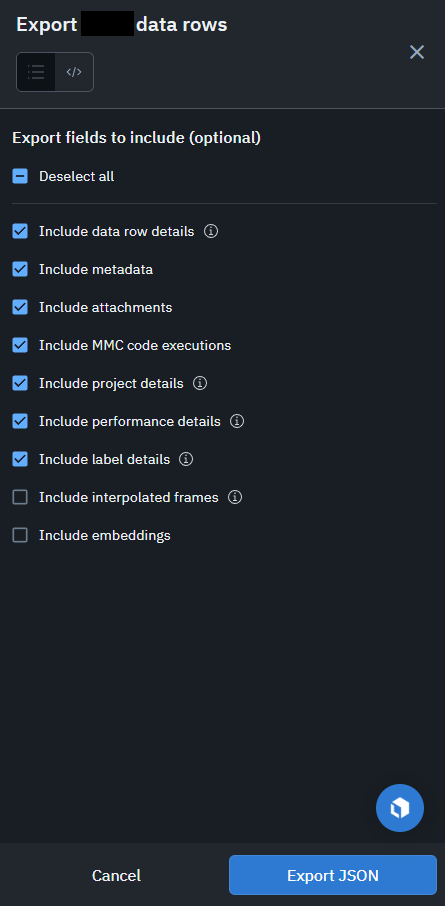 Export data rows
</>
Export fields to include (optional)
Deselect all
Include data row details
Include metadata
Include attachments
Include MMC code executions
Include project details
Include performance details
Include label details
Include interpolated frames
Include embeddings
Cancel
Export JSON